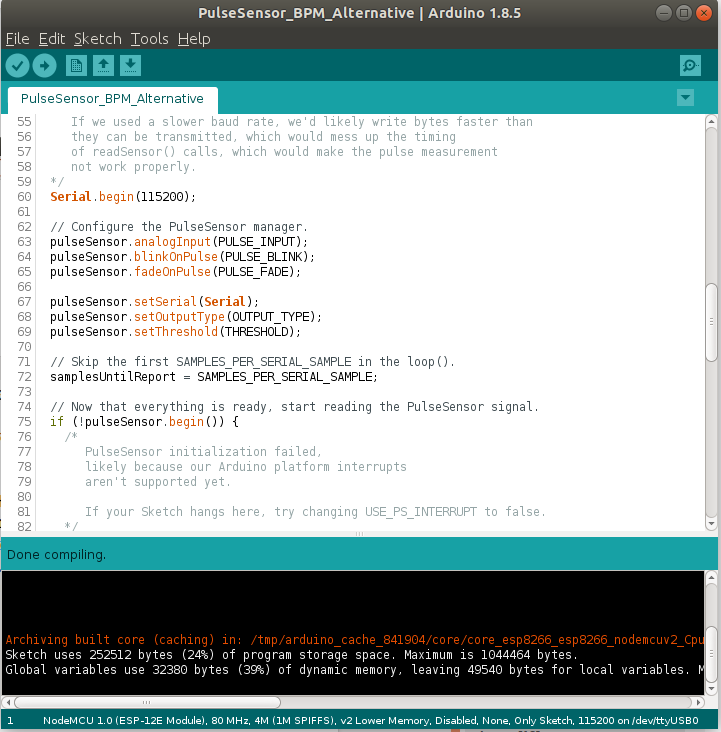 PulseSensor_BPM_Alternative | Arduino 1.8.5
File Edit Sketch Tools Help
PulseSensor_BPM_Alternative
55 If we used a slower baud rate, we'd likely write bytes faster than
56 they can be transmitted, which would mess up the timing
57 of readSensor() calls, which would make the pulse measurement
58 not work properly.
59 */
60 Serial.begin(115200);
61
62 // Configure the PulseSensor manager.
63 pulseSensor.analogInput(PULSE_INPUT);
64 pulseSensor.blinkOnPulse(PULSE_BLINK);
65 pulseSensor.fadeOnPulse(PULSE_FADE);
66
67 pulseSensor.setSerial(Serial);
68 pulseSensor.setOutputType(OUTPUT_TYPE);
69 pulseSensor.setThreshold(THRESHOLD);
70
71 // Skip the first SAMPLES_PER_SERIAL_SAMPLE in the loop().
72 samplesUntilReport = SAMPLES_PER_SERIAL_SAMPLE;
73
74 // Now that everything is ready, start reading the PulseSensor signal.
75 if (!pulseSensor.begin()) {
76 /*
77 PulseSensor initialization failed,
78 likely because our Arduino platform interrupts
79 aren't supported yet.
80
81 If your Sketch hangs here, try changing USE_PS_INTERRUPT to false.
82 */
Done compiling.
Archiving built core (caching) in: /tmp/arduino_cache_841904/core/core_esp8266_esp8266_nodemcuv2_Cpu
Sketch uses 252512 bytes (24%) of program storage space. Maximum is 1044464 bytes.
Global variables use 32380 bytes (39%) of dynamic memory, leaving 49540 bytes for local variables. M
1 NodeMCU 1.0 (ESP-12E Module), 80 MHz, 4M (1M SPIFFS), v2 Lower Memory, Disabled, None, Only Sketch, 115200 on /dev/ttyUSB0